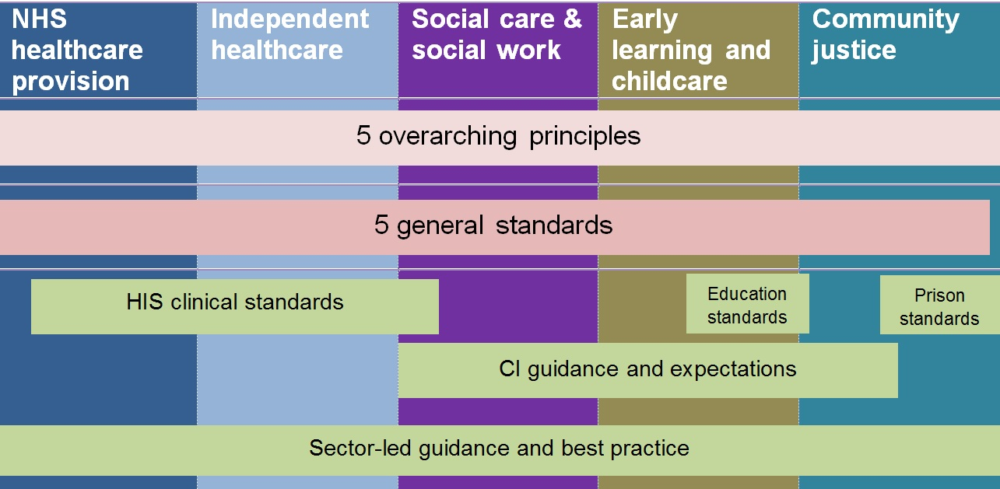 NHS
healthcare
provision
Independent
healthcare
Social care &
social work
Early
learning and
childcare
Community
justice
5 overarching principles
5 general standards
HIS clinical standards
Education
standards
Prison
standards
CI guidance and expectations
Sector-led guidance and best practice